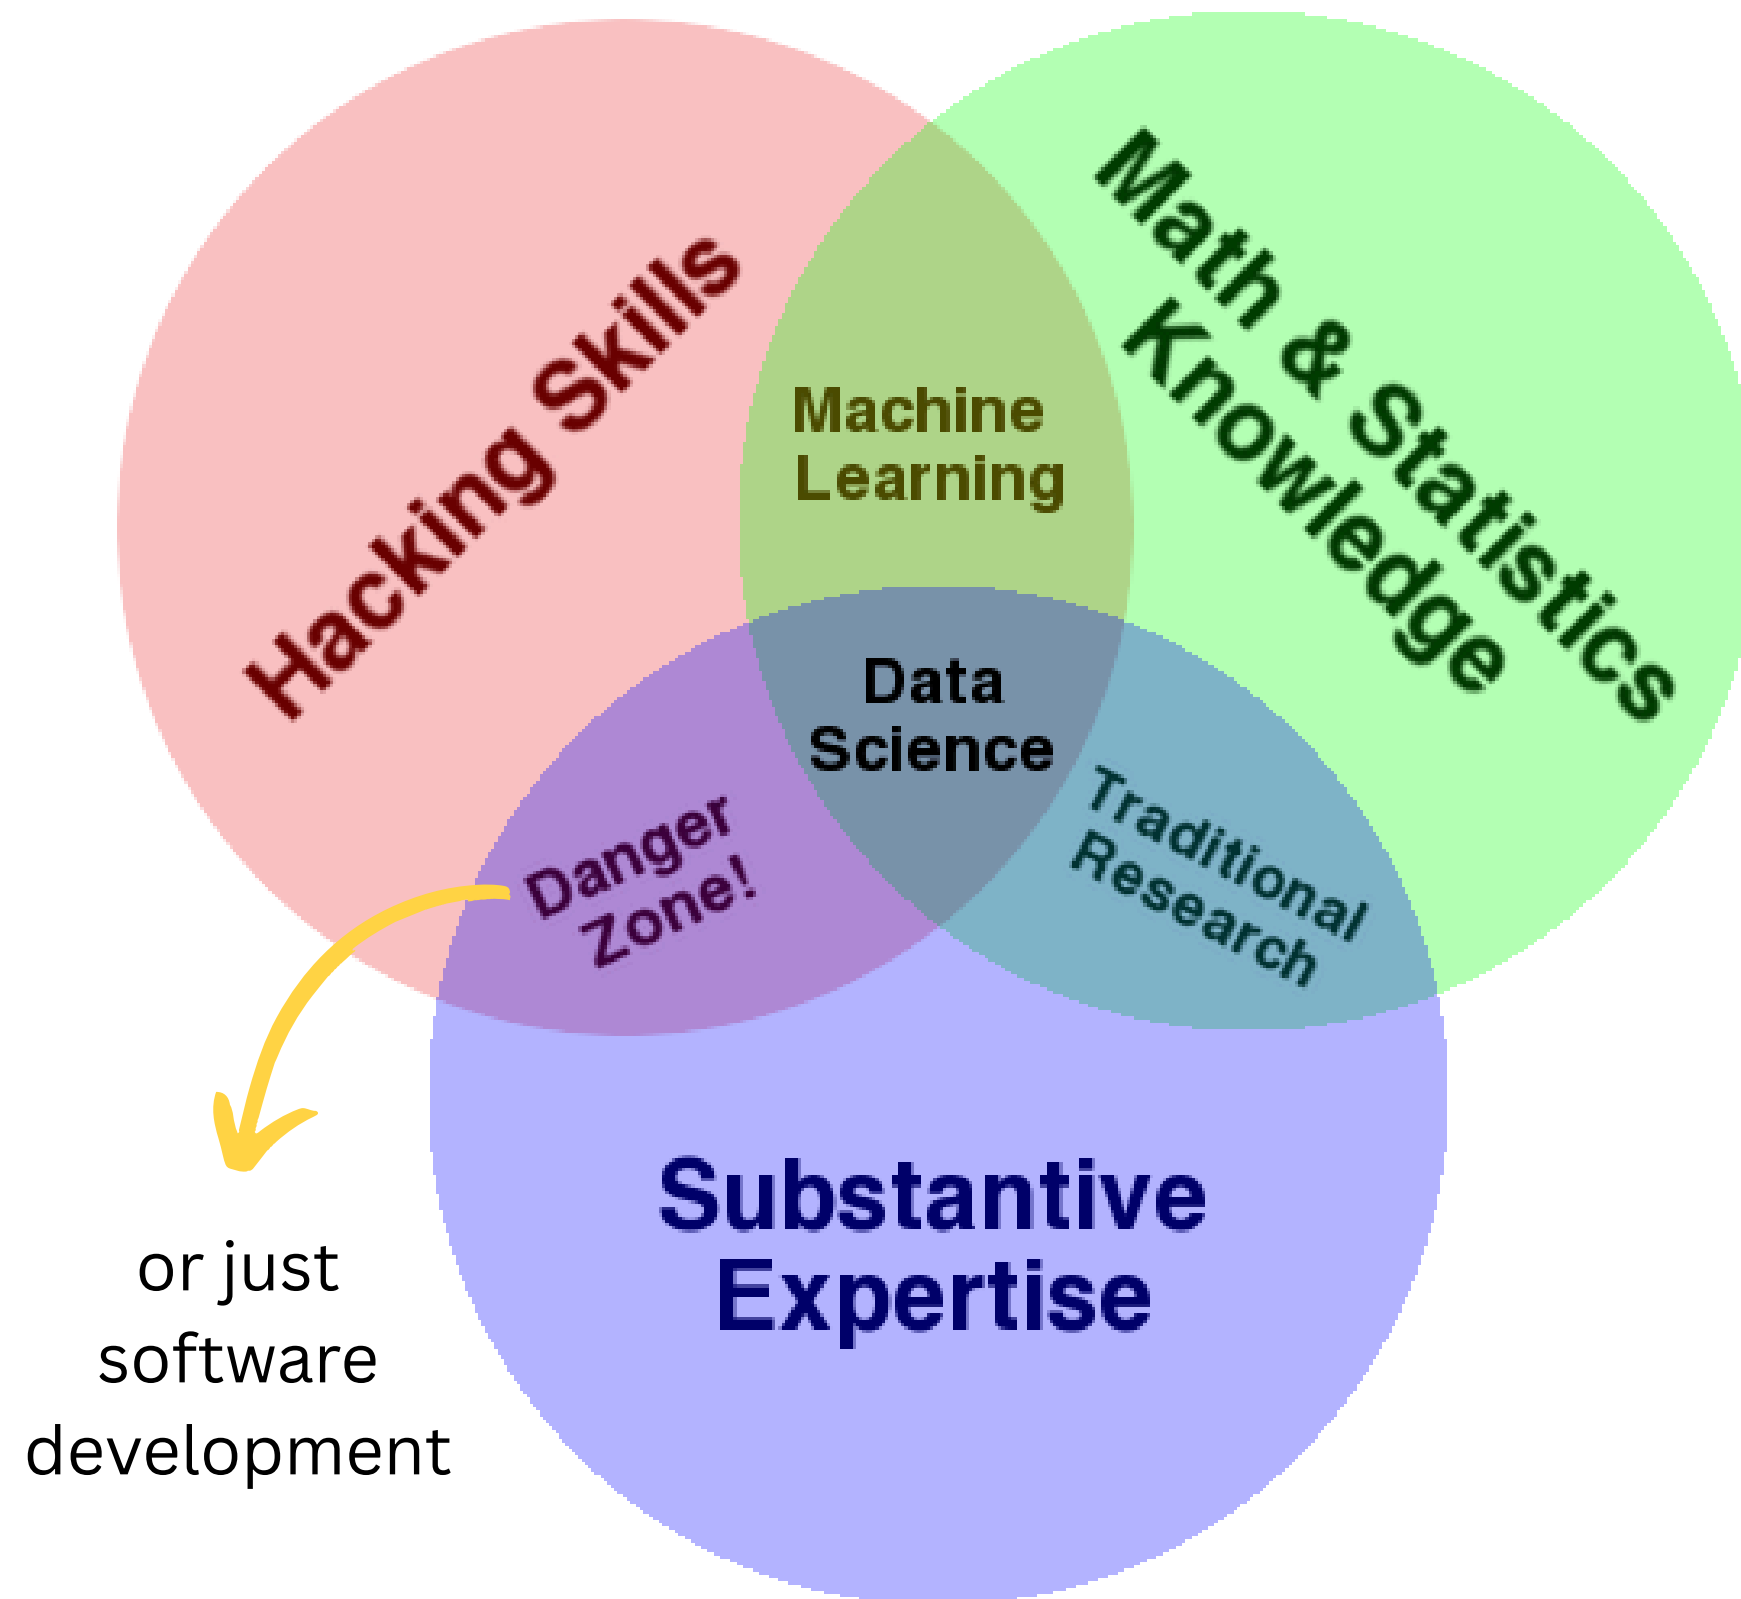 Hacking Skills
Math & Statistics
Knowledge
Machine
Learning
Data
Science
Danger
Zone!
Traditional
Research
Substantive
Expertise
or just
software
development